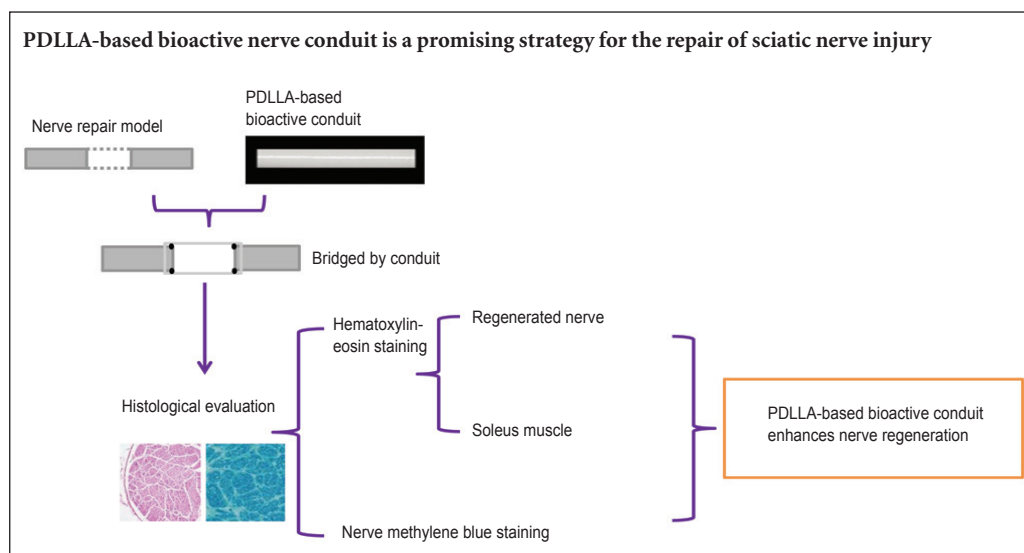 PDLLA-based bioactive nerve conduit is a promising strategy for the repair of sciatic nerve injury
PDLLA-based
bioactive conduit
Nerve repair model
Bridged by conduit
Hematoxylin-
eosin staining
Regenerated nerve
Histological evaluation
Soleus muscle
PDLLA-based bioactive conduit
enhances nerve regeneration
Nerve methylene blue staining